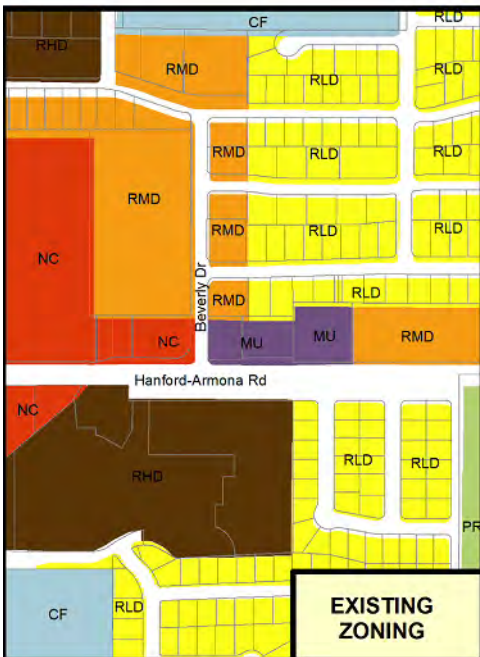 CF
RLD
RLD
RHD
RMD
RLD
RLD
RMD
RLD
RLD
RMD
RMD
RLD
RLD
NC
Beverly Dr
RMD
RLD
NC
MU
MU
RMD
Hanford-Armona Rd
NC
RLD
RLD
RHD
PR
CF
RLD
EXISTING
ZONING